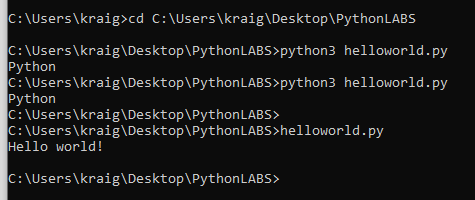 C:\Users\kraig>cd C:\Users\kraig\Desktop\PythonLABS
C:\Users\kraig\Desktop\PythonLABS>python3 helloworld.py
Python
C:\Users\kraig\Desktop\PythonLABS>python3 helloworld.py
Python
C:\Users\kraig\Desktop\PythonLABS>
C:\Users\kraig\Desktop\PythonLABS>helloworld.py
Hello world!
C:\Users\kraig\Desktop\PythonLABS>